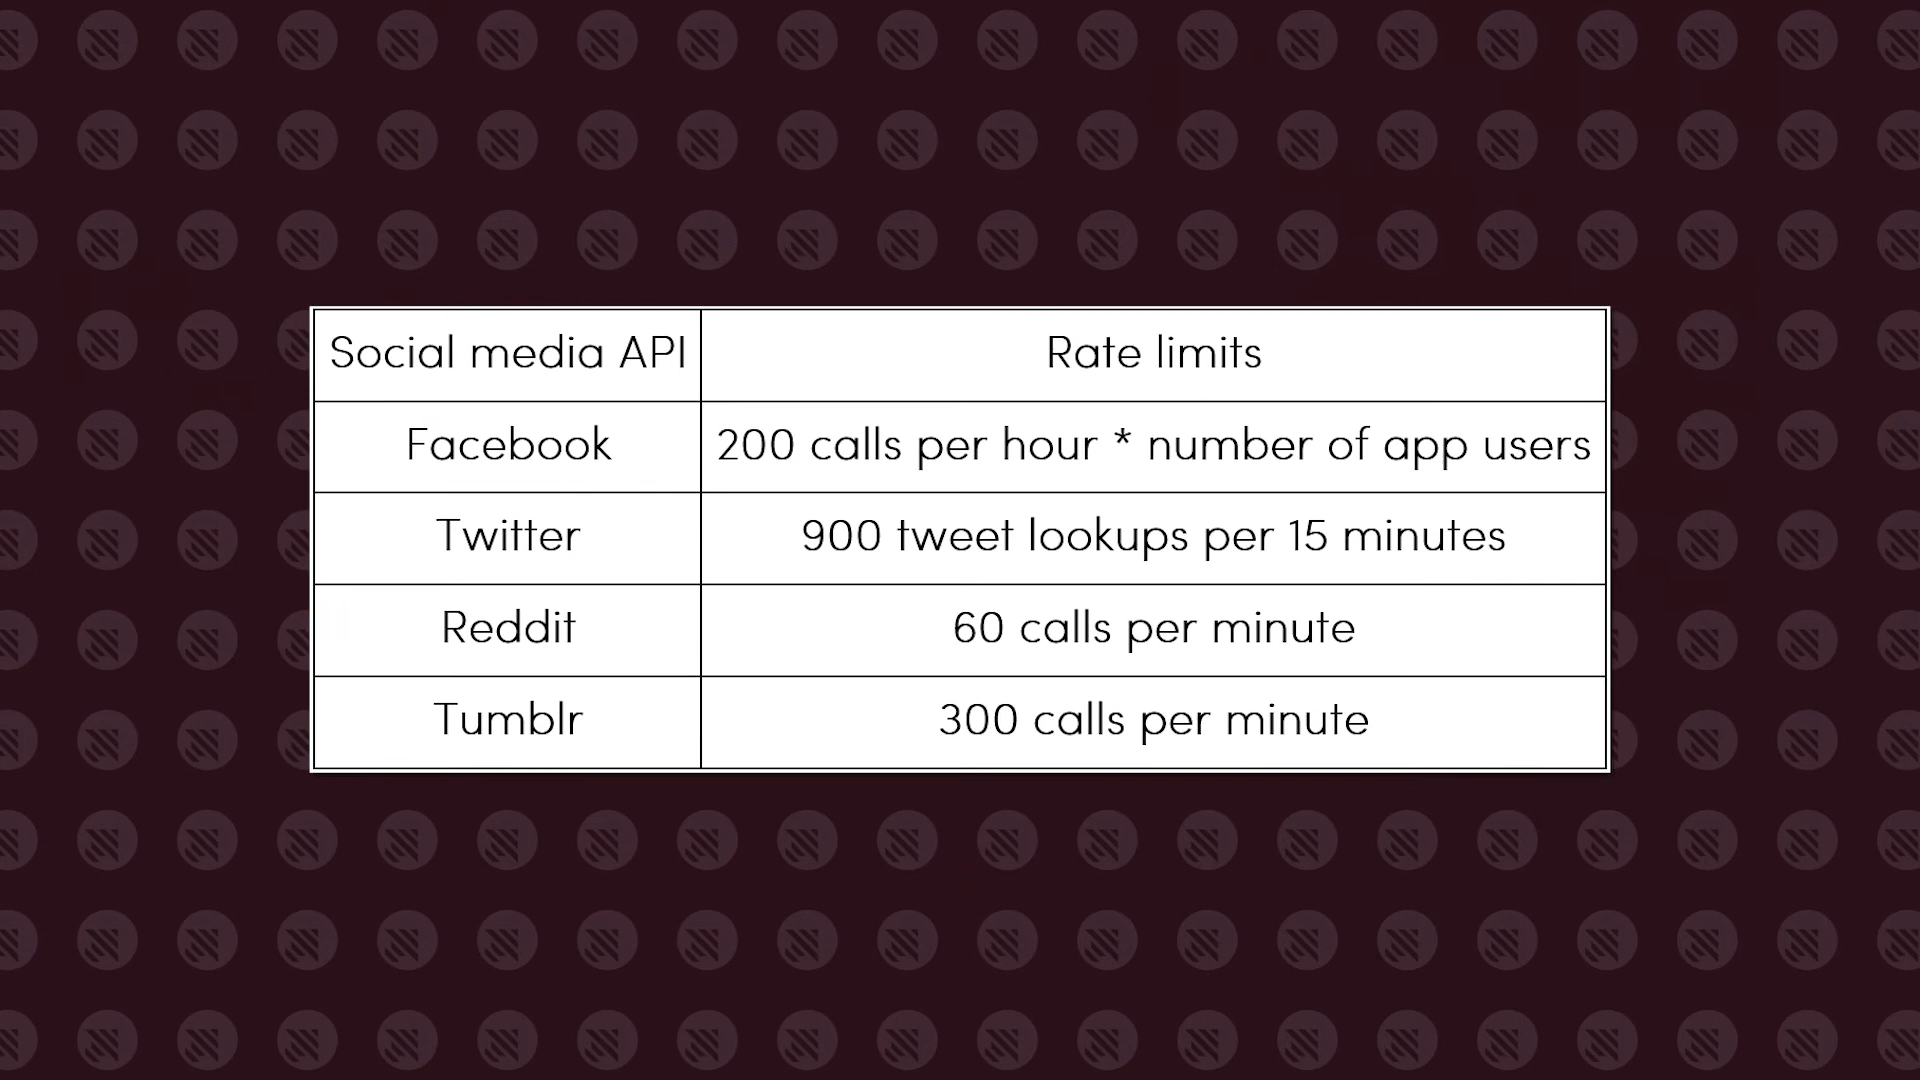 Social media API Rate limits
Facebook 200 calls per hour * number of app users
Twitter 900 tweet lookups per 15 minutes
Reddit 60 calls per minute
Tumblr 300 calls per minute